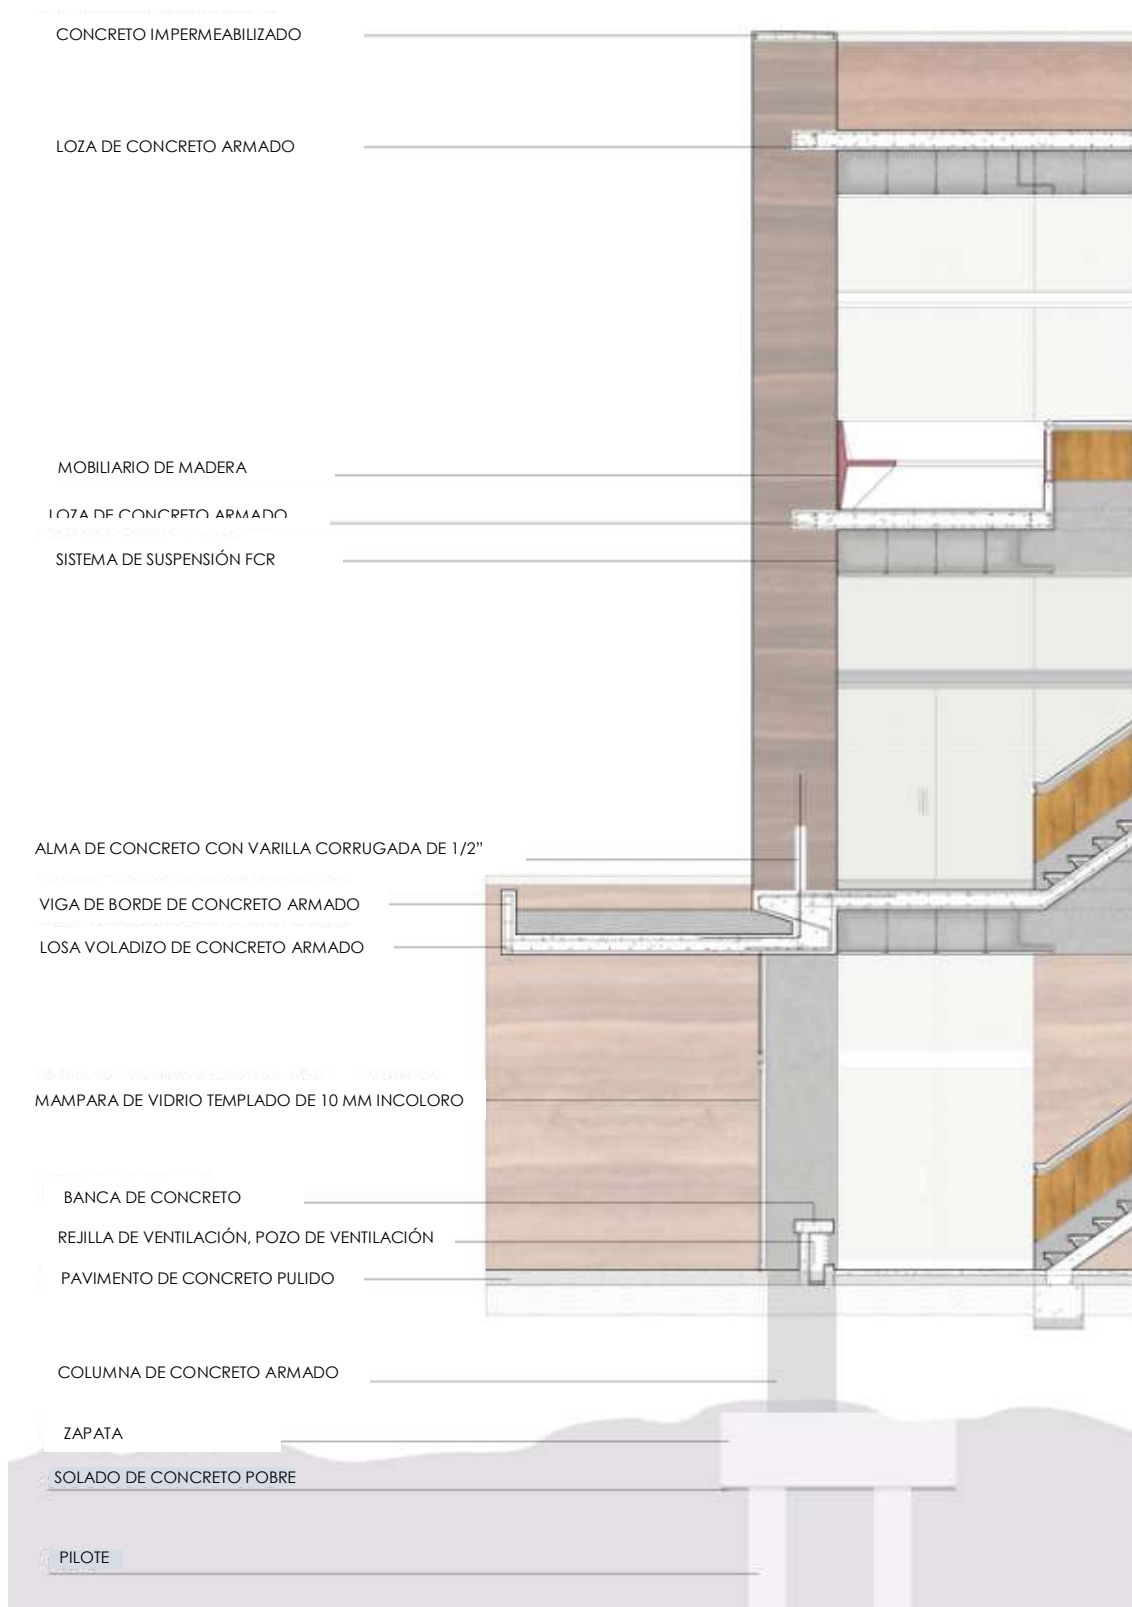 CONCRETO IMPERMEABILIZADO
LOZA DE CONCRETO ARMADO
MOBILIARIO DE MADERA
LOZA DE CONCRETO ARMADO
SISTEMA DE SUSPENSIÓN FCR
ALMA DE CONCRETO CON VARILLA CORRUGADA DE 1/2”
VIGA DE BORDE DE CONCRETO ARMADO
LOSA VOLADIZO DE CONCRETO ARMADO
MAMPARA DE VIDRIO TEMPLADO DE 10 MM INCOLORO
BANCA DE CONCRETO
REJILLA DE VENTILACIÓN, POZO DE VENTILACIÓN
PAVIMENTO DE CONCRETO PULIDO
COLUMNA DE CONCRETO ARMADO
ZAPATA
SOLADO DE CONCRETO POBRE
PILOTE